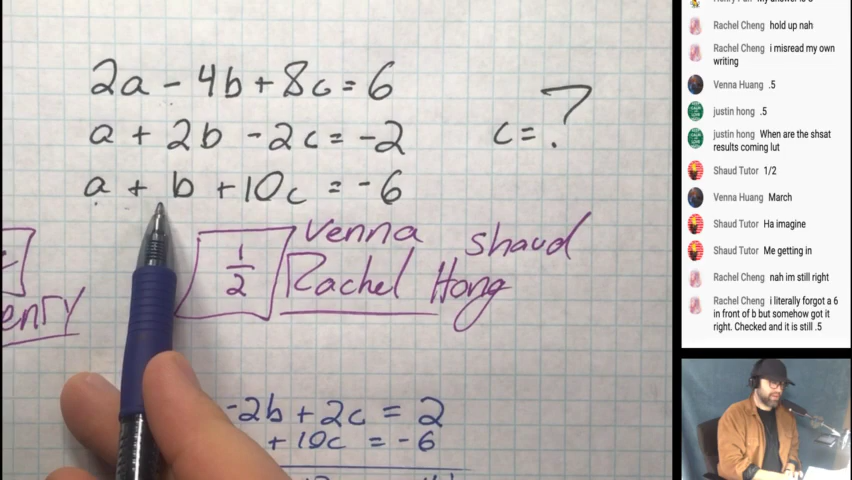 2a - 4b + 8c = 6
a + 2b - 2c = -2
a + b + 10c = -6
c = ?
enry
1/2
Venna shaud
Rachel Hong
-2b + 2c = 2
+ 10c = -6
Rachel Cheng hold up nah
Rachel Cheng i misread my own
writing
Venna Huang .5
justin hong .5
justin hong When are the shsat
results coming lut
Shaud Tutor 1/2
Venna Huang March
Shaud Tutor Ha imagine
Shaud Tutor Me getting in
Rachel Cheng nah im still right
Rachel Cheng i literally forgot a 6
in front of b but somehow got it
right. Checked and it is still .5